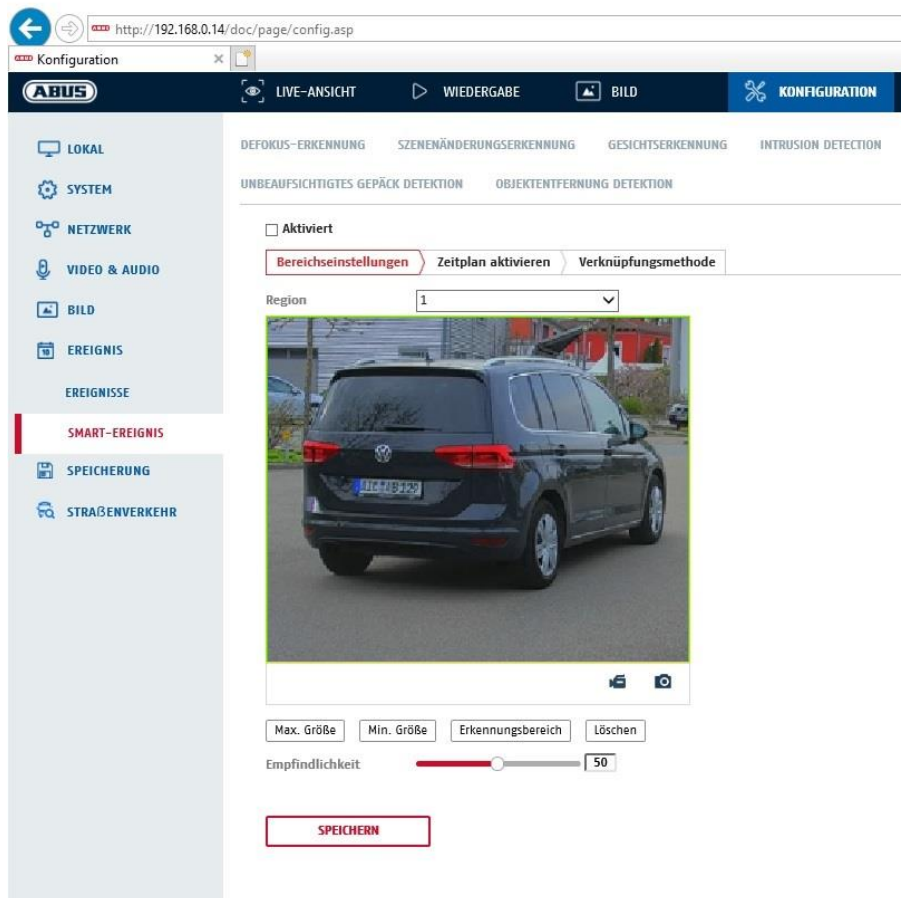 http://192.168.0.14/doc/page/config.asp
Konfiguration
ABUS
LIVE-ANSICHT
WIEDERGABE
BILD
KONFIGURATION
LOKAL
SYSTEM
NETZWERK
VIDEO & AUDIO
BILD
EREIGNIS
EREIGNISSE
SMART-EREIGNIS
SPEICHERUNG
STRAßENVERKEHR
DEFOKUS-ERKENNUNG
SZENENÄNDERUNGSERKENNUNG
GESICHTSERKENNUNG
INTRUSION DETECTION
UNBEAUFSICHTIGTES GEPÄCK DETEKTION
OBJEKTENTFERNUNG DETEKTION
Aktiviert
Bereichseinstellungen
Zeitplan aktivieren
Verknüpfungsmethode
Region
1
Max. Größe
Min. Größe
Erkennungsbereich
Löschen
Empfindlichkeit
50
SPEICHERN